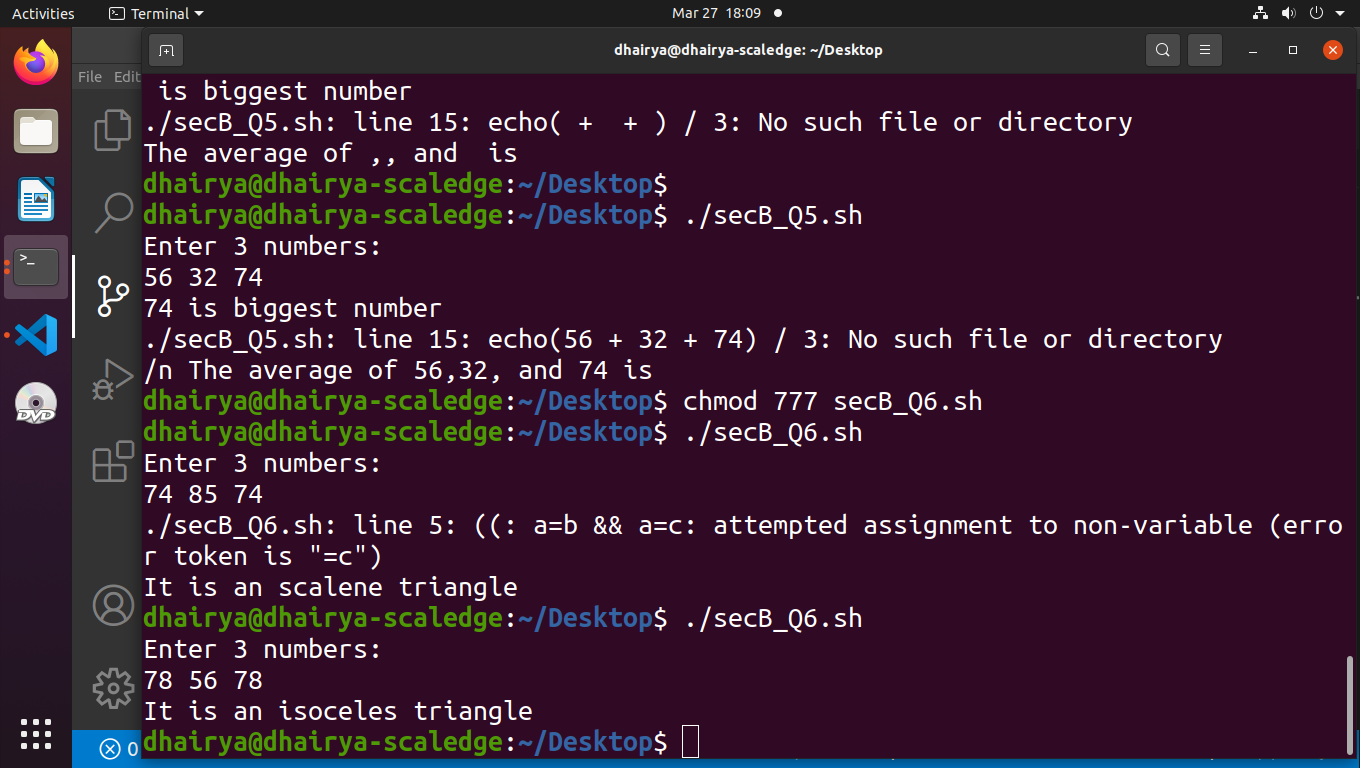 Activities Terminal Mar 27 18:09
dhairya@dhairya-scaledge: ~/Desktop
File Edit
is biggest number
./secB_Q5.sh: line 15: echo( +  + ) / 3: No such file or directory
The average of ,, and  is
dhairya@dhairya-scaledge:~/Desktop$
dhairya@dhairya-scaledge:~/Desktop$ ./secB_Q5.sh
Enter 3 numbers:
56 32 74
74 is biggest number
./secB_Q5.sh: line 15: echo(56 + 32 + 74) / 3: No such file or directory
/n The average of 56,32, and 74 is
dhairya@dhairya-scaledge:~/Desktop$ chmod 777 secB_Q6.sh
dhairya@dhairya-scaledge:~/Desktop$ ./secB_Q6.sh
Enter 3 numbers:
74 85 74
./secB_Q6.sh: line 5: ((: a=b && a=c: attempted assignment to non-variable (erro
r token is "=c")
It is an scalene triangle
dhairya@dhairya-scaledge:~/Desktop$ ./secB_Q6.sh
Enter 3 numbers:
78 56 78
It is an isoceles triangle
dhairya@dhairya-scaledge:~/Desktop$
>_
DVD
0